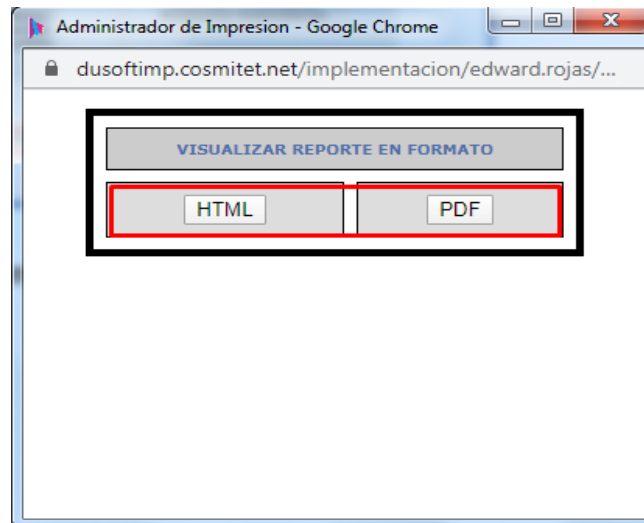 Administrador de Impresion - Google Chrome
dusoftimp.cosmitet.net/implementacion/edward.rojas/...
VISUALIZAR REPORTE EN FORMATO
HTML PDF